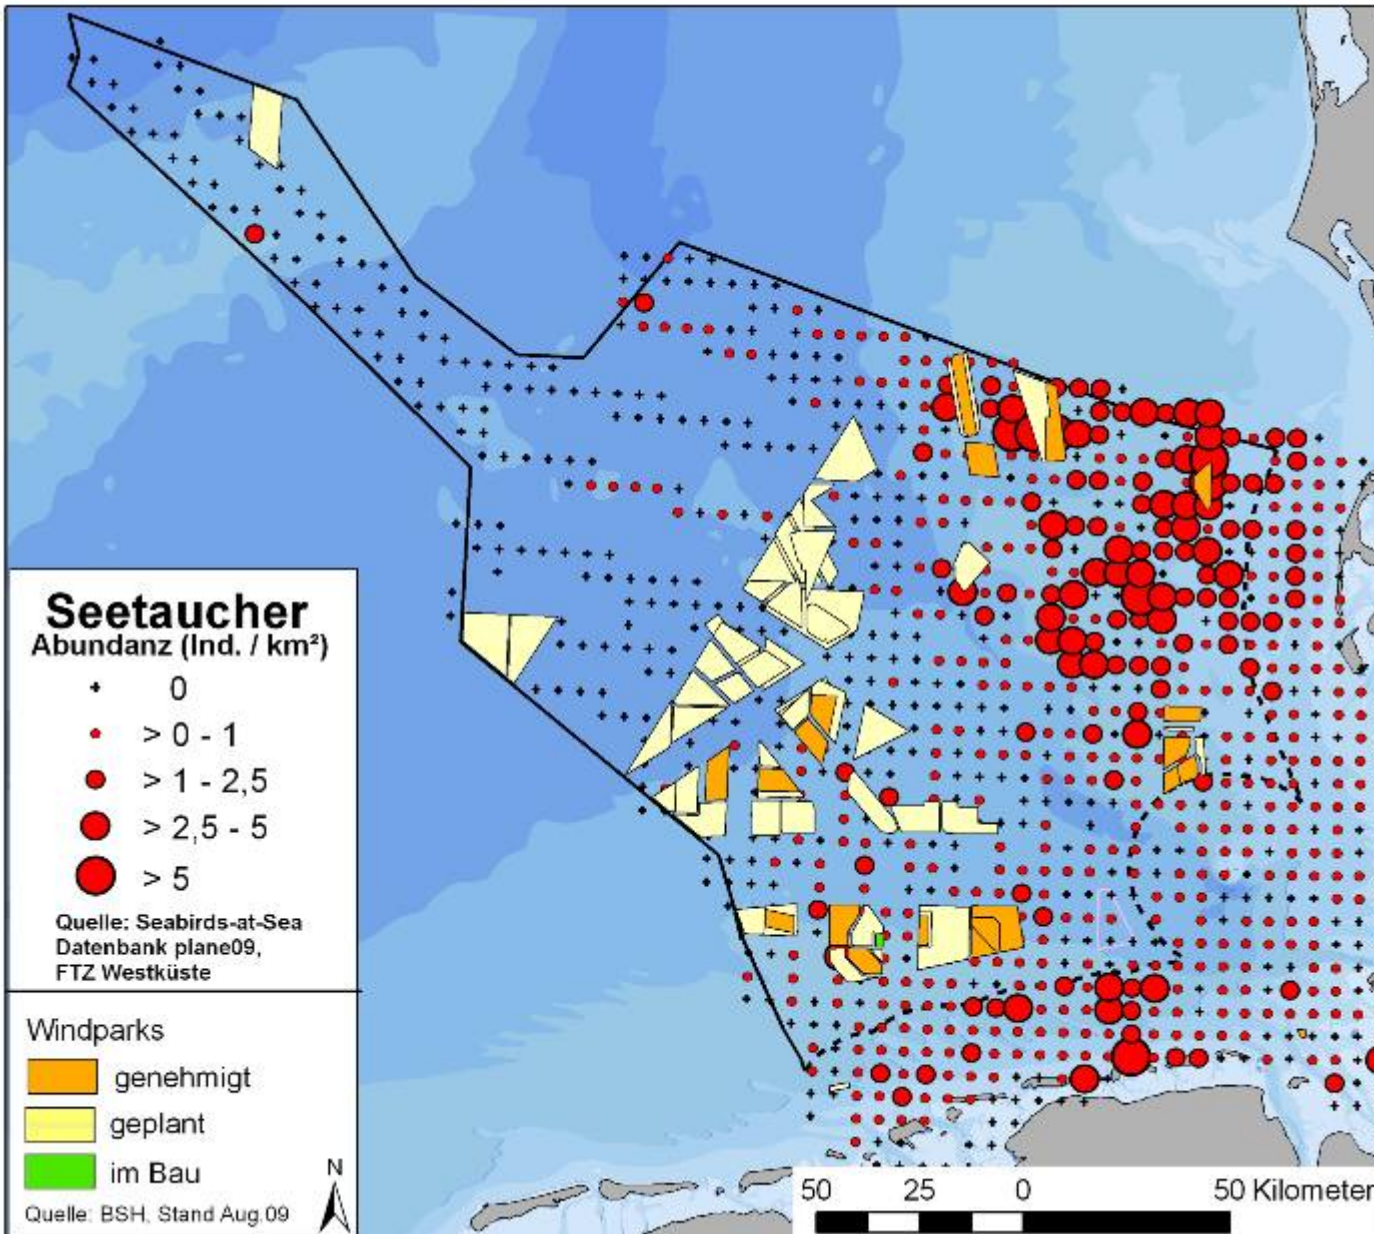 Seetaucher
Abundanz (Ind. / km²)
0
> 0 - 1
> 1 - 2,5
> 2,5 - 5
> 5
Quelle: Seabirds-at-Sea
Datenbank plane09,
FTZ Westküste
Windparks
genehmigt
geplant
im Bau
Quelle: BSH, Stand Aug.09
N
50 25 0 50 Kilometer